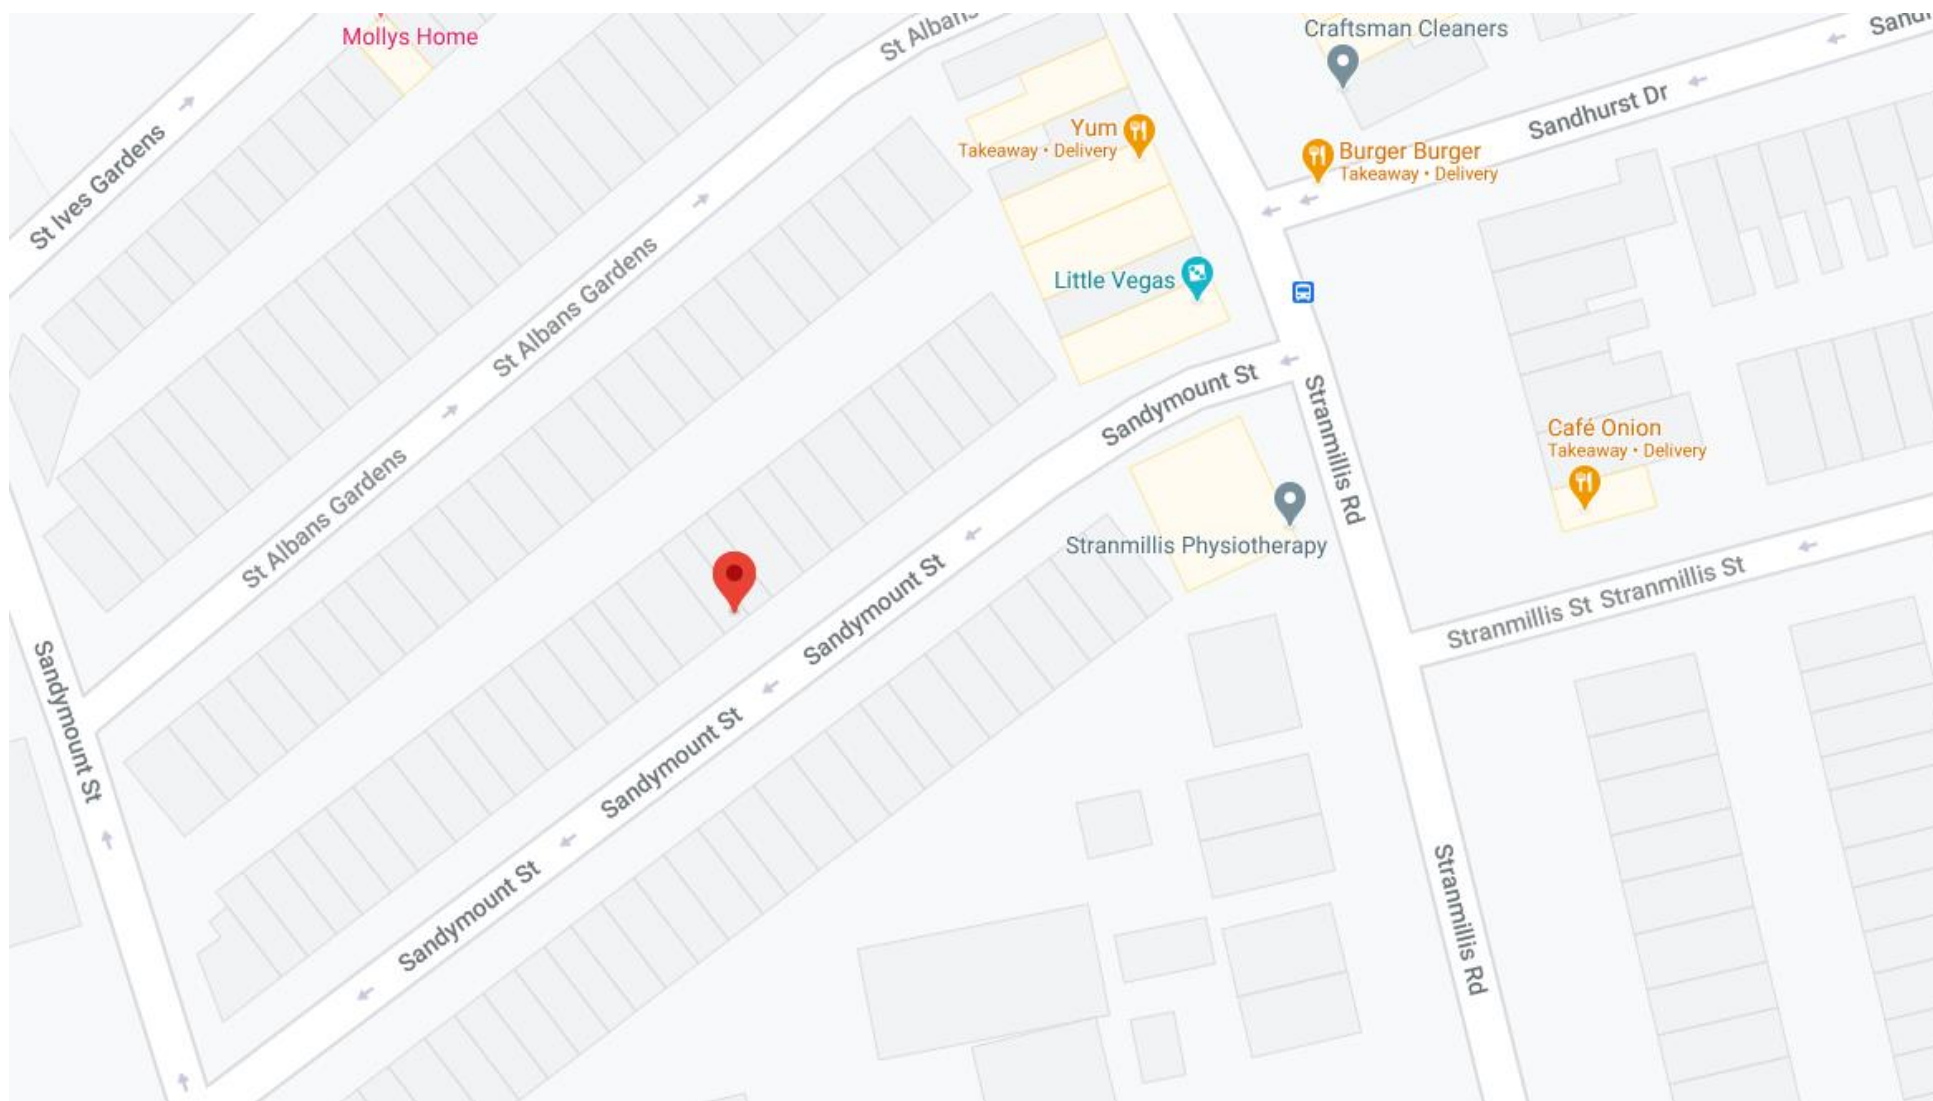 Mollys Home
St Albans
Craftsman Cleaners
Sandhurst Dr
Yum
Takeaway • Delivery
Burger Burger
Takeaway • Delivery
St Ives Gardens
St Albans Gardens
Little Vegas
Sandymount St
Stranmillis Rd
Café Onion
Takeaway • Delivery
St Albans Gardens
Stranmillis Physiotherapy
Sandymount St
Stranmillis St
Stranmillis St
Sandymount St
Sandymount St
Sandymount St
Stranmillis Rd